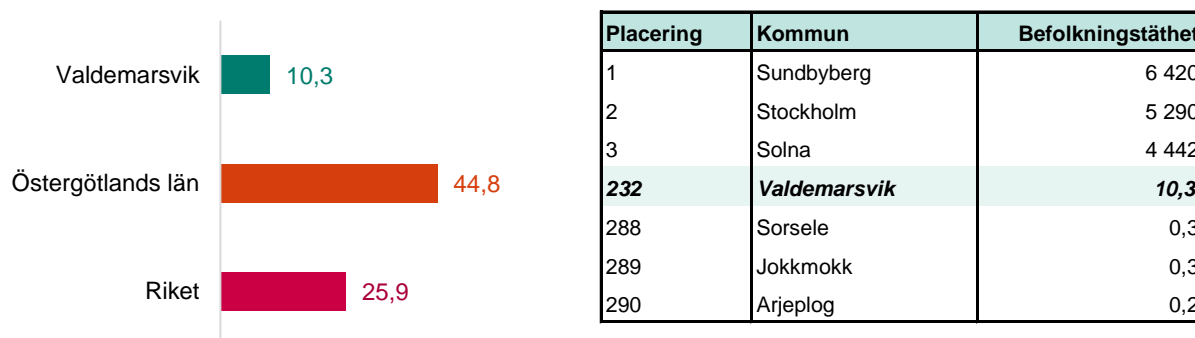 Valdemarsvik 10,3
Östergötlands län 44,8
Riket 25,9
Placering Kommun Befolkningstäthet
1 Sundbyberg 6 420
2 Stockholm 5 290
3 Solna 4 442
232 Valdemarsvik 10,3
288 Sorsele 0,3
289 Jokkmokk 0,3
290 Arjeplog 0,2